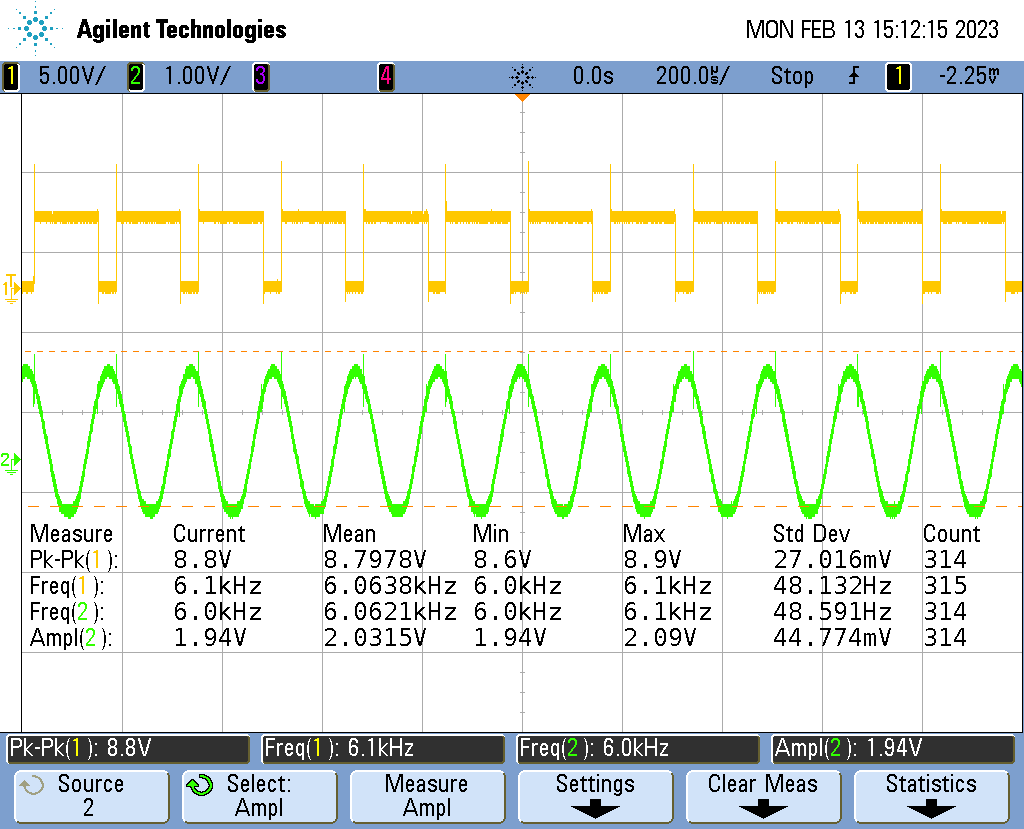 Agilent Technologies MON FEB 13 15:12:15 2023
1 5.00V/ 2 1.00V/ 3 4 0.0s 200.0µs/ Stop 1 -2.25mV
T
1
2
Measure Current Mean Min Max Std Dev Count
Pk-Pk(1): 8.8V 8.7978V 8.6V 8.9V 27.016mV 314
Freq(1): 6.1kHz 6.0638kHz 6.0kHz 6.1kHz 48.132Hz 315
Freq(2): 6.0kHz 6.0621kHz 6.0kHz 6.1kHz 48.591Hz 314
Ampl(2): 1.94V 2.0315V 1.94V 2.09V 44.774mV 314
Pk-Pk(1): 8.8V Freq(1): 6.1kHz Freq(2): 6.0kHz Ampl(2): 1.94V
Source Select: Measure Settings Clear Meas Statistics
2 Ampl Ampl